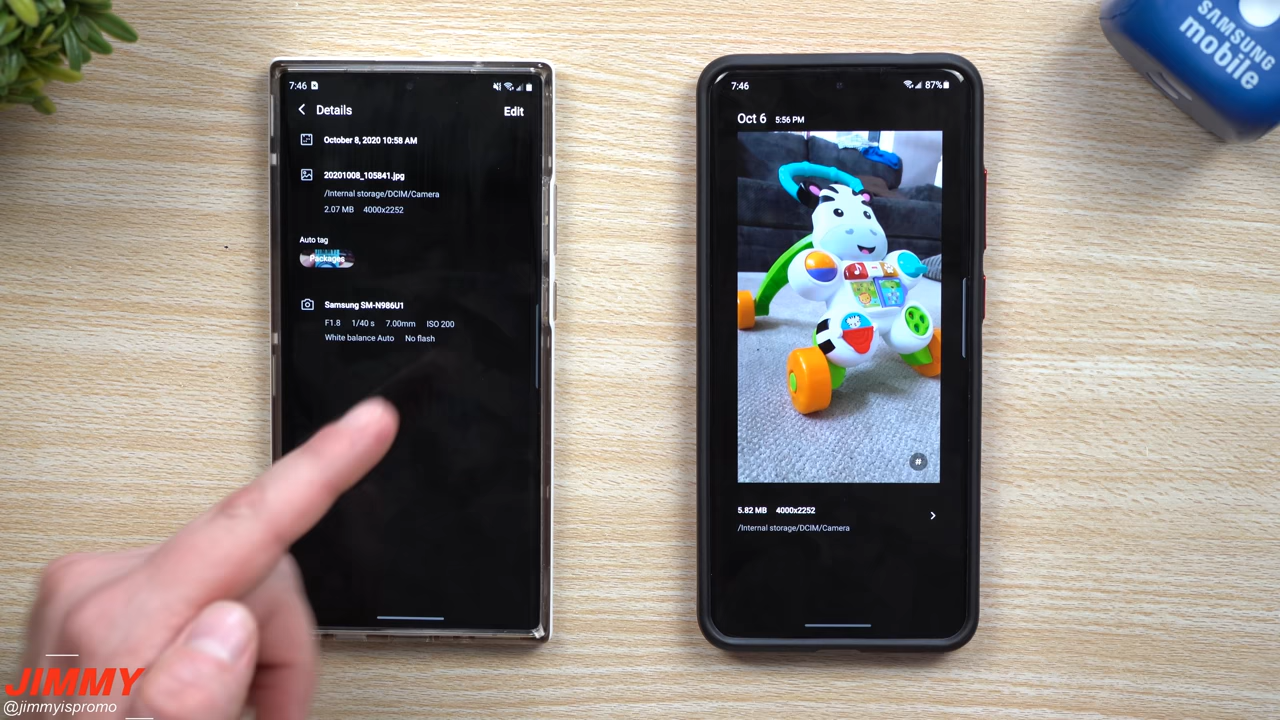 7:46
Details
Edit
October 8, 2020 10:58 AM
20201008_105841.jpg
/Internal storage/DCIM/Camera
2.07 MB 4000x2252
Auto tag
Packages
Samsung SM-N986U1
F1.8 1/40 s 7.00mm ISO 200
White balance Auto No flash
7:46 87%
Oct 6 5:56 PM
#
5.82 MB 4000x2252
/Internal storage/DCIM/Camera
SAMSUNG
mobile
JIMMY
@jimmyispromo